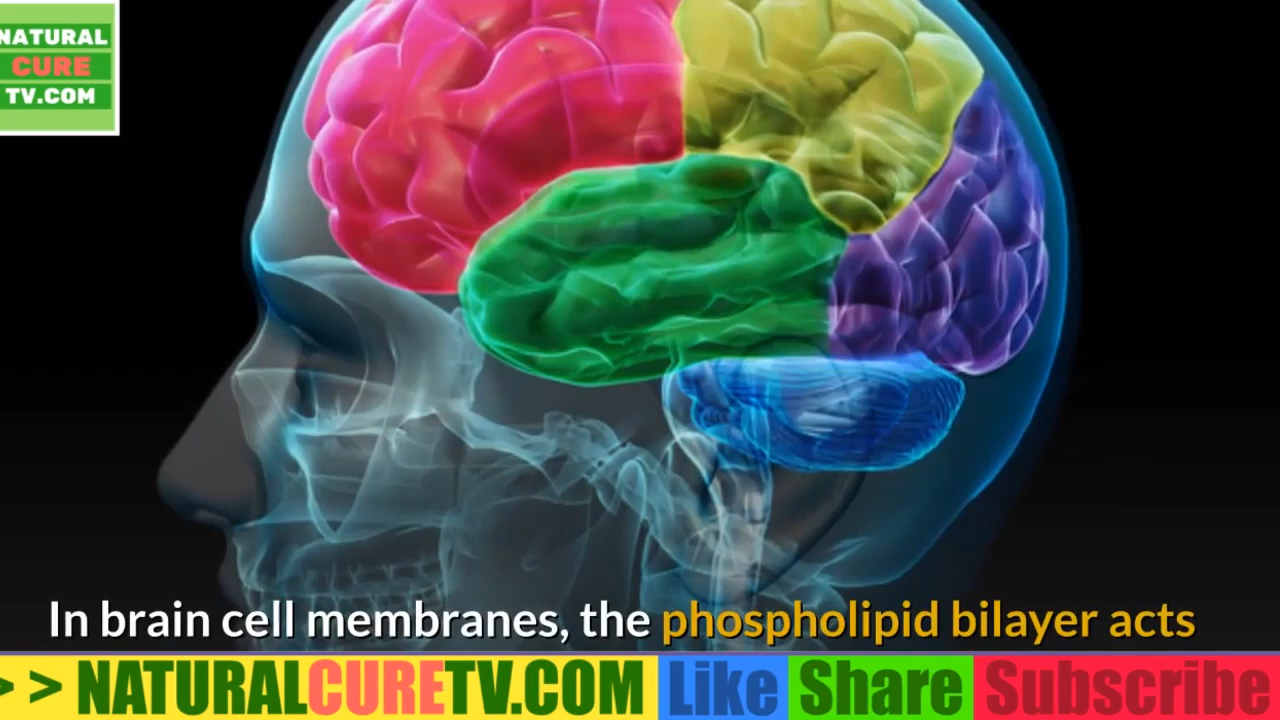 NATURAL
CURE
TV.COM
In brain cell membranes, the phospholipid bilayer acts
> > NATURALCURETV.COM Like Share Subscribe